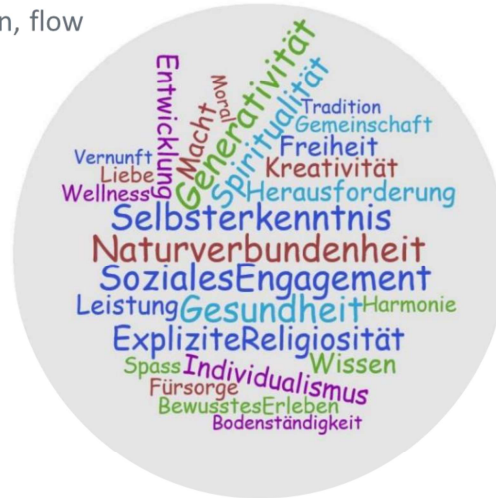 n, flow
Entwicklung
Macht
Moral
Generativität
Spiritualität
Tradition
Gemeinschaft
Freiheit
Kreativität
Vernunft
Liebe
Wellness
Herausforderung
Selbsterkenntnis
Naturverbundenheit
SozialesEngagement
Leistung
Gesundheit
Harmonie
ExpliziteReligiosität
Spass
Individualismus
Wissen
Fürsorge
BewusstesErleben
Bodenständigkeit